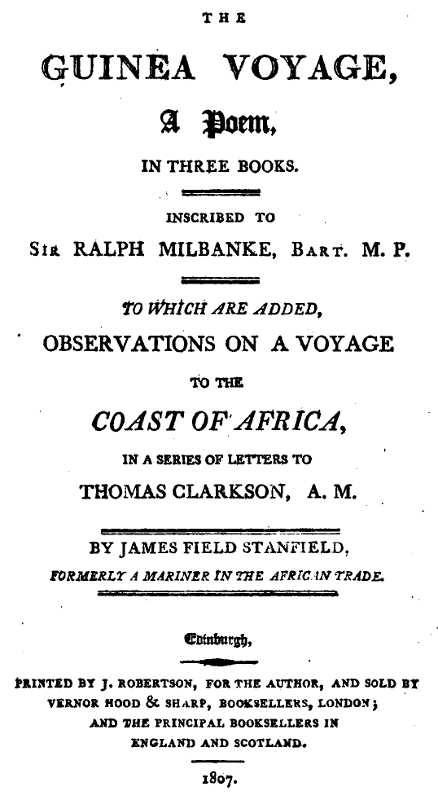 THE
GUINEA VOYAGE,
A Poem,
IN THREE BOOKS.
INSCRIBED TO
SIR RALPH MILBANKE, BART. M. P.
TO WHICH ARE ADDED,
OBSERVATIONS ON A VOYAGE
TO THE
COAST OF AFRICA,
IN A SERIES OF LETTERS TO
THOMAS CLARKSON, A. M.
BY JAMES FIELD STANFIELD,
FORMERLY A MARINER IN THE AFRICAN TRADE.
Edinburgh,
PRINTED BY J. ROBERTSON, FOR THE AUTHOR, AND SOLD BY
VERNOR HOOD & SHARP, BOOKSELLERS, LONDON;
AND THE PRINCIPAL BOOKSELLERS IN
ENGLAND AND SCOTLAND.
1807.